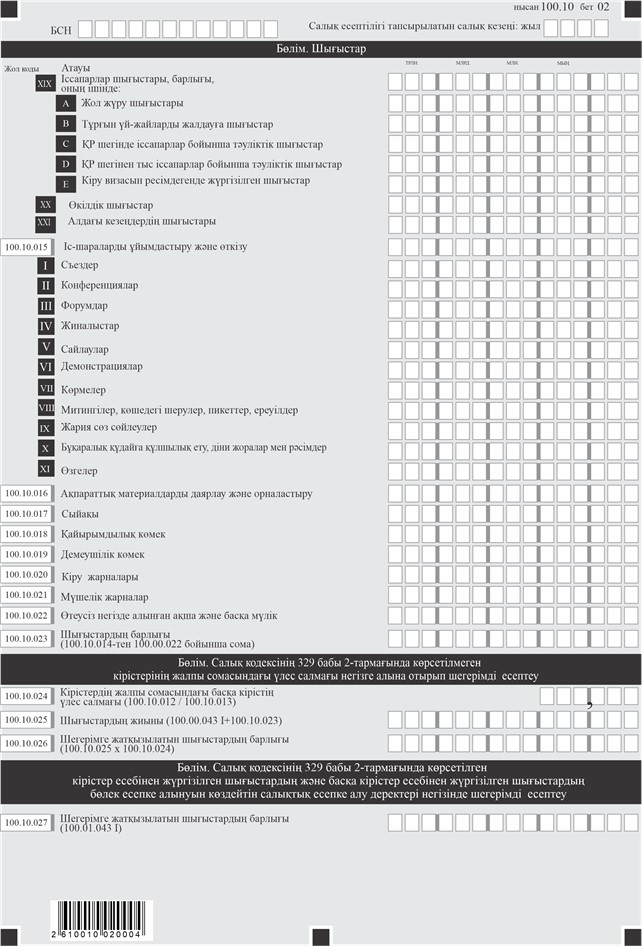 нысан 100.10 бет 02
БСН Салық есептілігі тапсырылатын салық кезеңі: жыл
Бөлім. Шығыстар
Жол коды Атауы трлн. млрд. млн. мың.
XIX Іссапарлар шығыстары, барлығы,
оның ішінде:
A Жол жүру шығыстары
B Тұрғын үй-жайларды жалдауға шығыстар
C ҚР шегінде іссапарлар бойынша тәуліктік шығыстар
D ҚР шегінен тыс іссапарлар бойынша тәуліктік шығыстар
E Кіру визасын ресімдегенде жүргізілген шығыстар
XX Өкілдік шығыстар
XXI Алдағы кезеңдердің шығыстары
100.10.015 Іс-шараларды ұйымдастыру және өткізу
I Съездер
II Конференциялар
III Форумдар
IV Жиналыстар
V Сайлаулар
VI Демонстрациялар
VII Көрмелер
VIII Митингілер, көшедегі шерулер, пикеттер, ереуілдер
IX Жария сөз сөйлеулер
X Бұқаралық құдайға құлшылық ету, діни жоралар мен рәсімдер
XI Өзгелер
100.10.016 Ақпараттық материалдарды даярлау және орналастыру
100.10.017 Сыйақы
100.10.018 Қайырымдылық көмек
100.10.019 Демеушілік көмек
100.10.020 Кіру жарналары
100.10.021 Мүшелік жарналар
100.10.022 Өтеусіз негізде алынған ақша және басқа мүлік
100.10.023 Шығыстардың барлығы
(100.10.014-тен 100.00.022 бойынша сома)
Бөлім. Салық кодексінің 329 бабы 2-тармағында көрсетілмеген
кірістерінің жалпы сомасындағы үлес салмағы негізге алына отырып шегерімді есептеу
100.10.024 Кірістердің жалпы сомасындағы басқа кірістің
үлес салмағы (100.10.012 / 100.10.013) ,
100.10.025 Шығыстардың жиыны (100.00.043 I+100.10.023)
100.10.026 Шегерімге жатқызылатын шығыстардың барлығы
(100.10.025 x 100.10.024)
Бөлім. Салық кодексінің 329 бабы 2-тармағында көрсетілген
кірістер есебінен жүргізілген шығыстардың және басқа кірістер есебінен жүргізілген шығыстардың
бөлек есепке алынуын көздейтін салықтық есепке алу деректері негізінде шегерімді есептеу
100.10.027 Шегерімге жатқызылатын шығыстардың барлығы
(100.01.043 I)
2 610010 020004